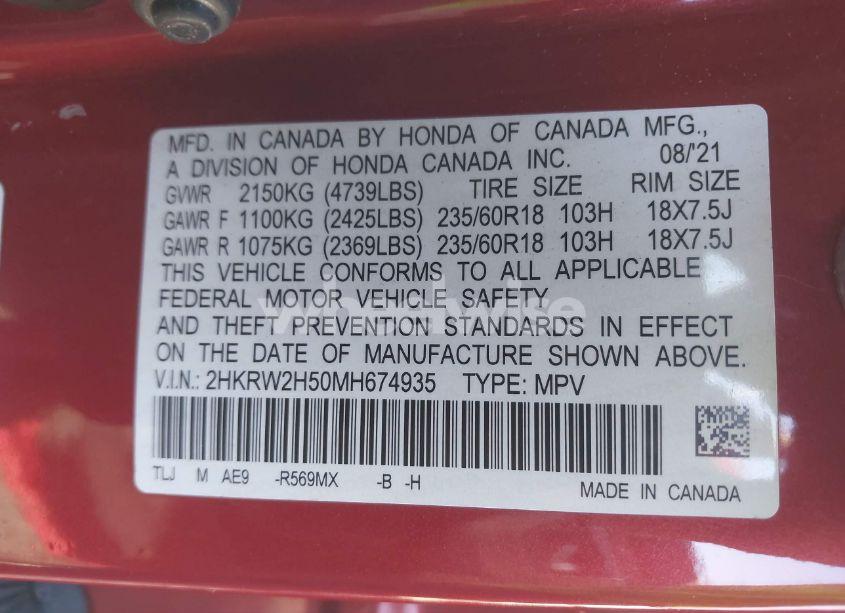 MFD. IN CANADA BY HONDA OF CANADA MFG.,
A DIVISION OF HONDA CANADA INC. 08/'21
GVWR 2150KG (4739LBS) TIRE SIZE RIM SIZE
GAWR F 1100KG (2425LBS) 235/60R18 103H 18X7.5J
GAWR R 1075KG (2369LBS) 235/60R18 103H 18X7.5J
THIS VEHICLE CONFORMS TO ALL APPLICABLE
FEDERAL MOTOR VEHICLE SAFETY
wheelwise
AND THEFT PREVENTION STANDARDS IN EFFECT
ON THE DATE OF MANUFACTURE SHOWN ABOVE.
V.I.N.: 2HKRW2H50MH674935 TYPE: MPV
TLJ M AE9 -R569MX -B -H
MADE IN CANADA